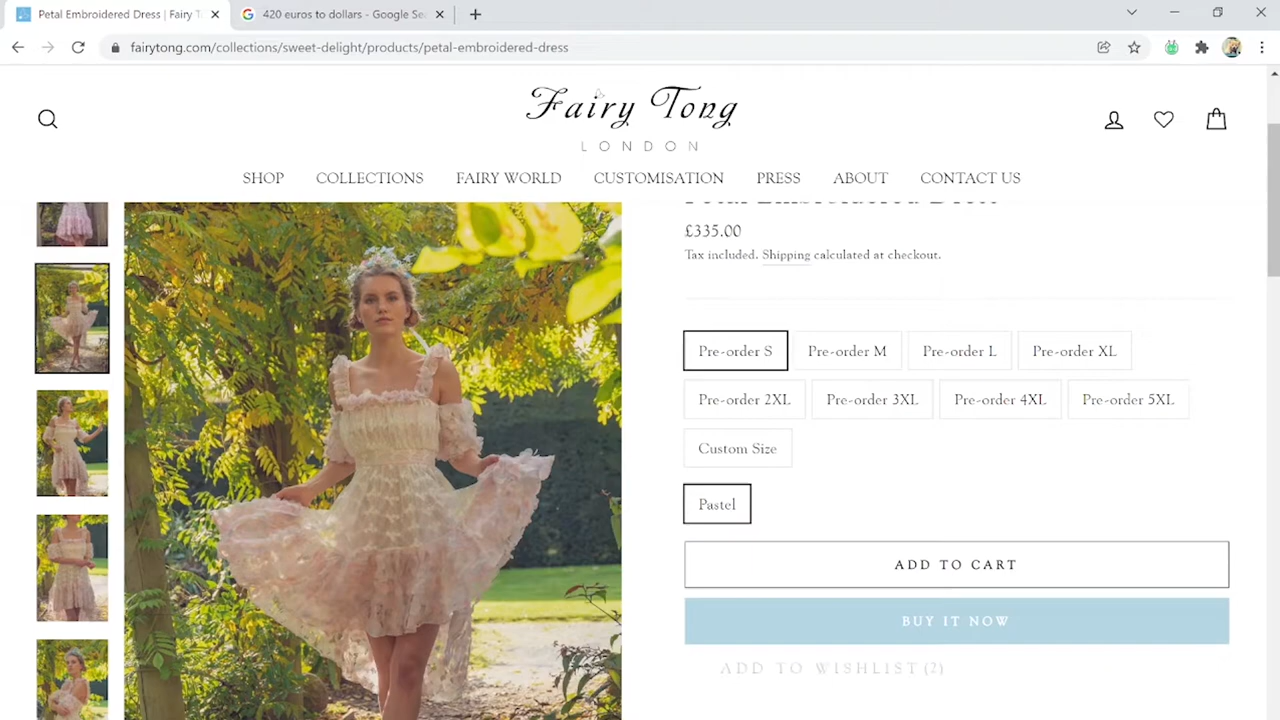 Petal Embroidered Dress | Fairy T
420 euros to dollars - Google Sea
fairytong.com/collections/sweet-delight/products/petal-embroidered-dress
Fairy Tong
LONDON
SHOP COLLECTIONS FAIRY WORLD CUSTOMISATION PRESS ABOUT CONTACT US
Petal Embroidered Dress
£335.00
Tax included. Shipping calculated at checkout.
Pre-order S Pre-order M Pre-order L Pre-order XL
Pre-order 2XL Pre-order 3XL Pre-order 4XL Pre-order 5XL
Custom Size
Pastel
ADD TO CART
BUY IT NOW
ADD TO WISHLIST (2)